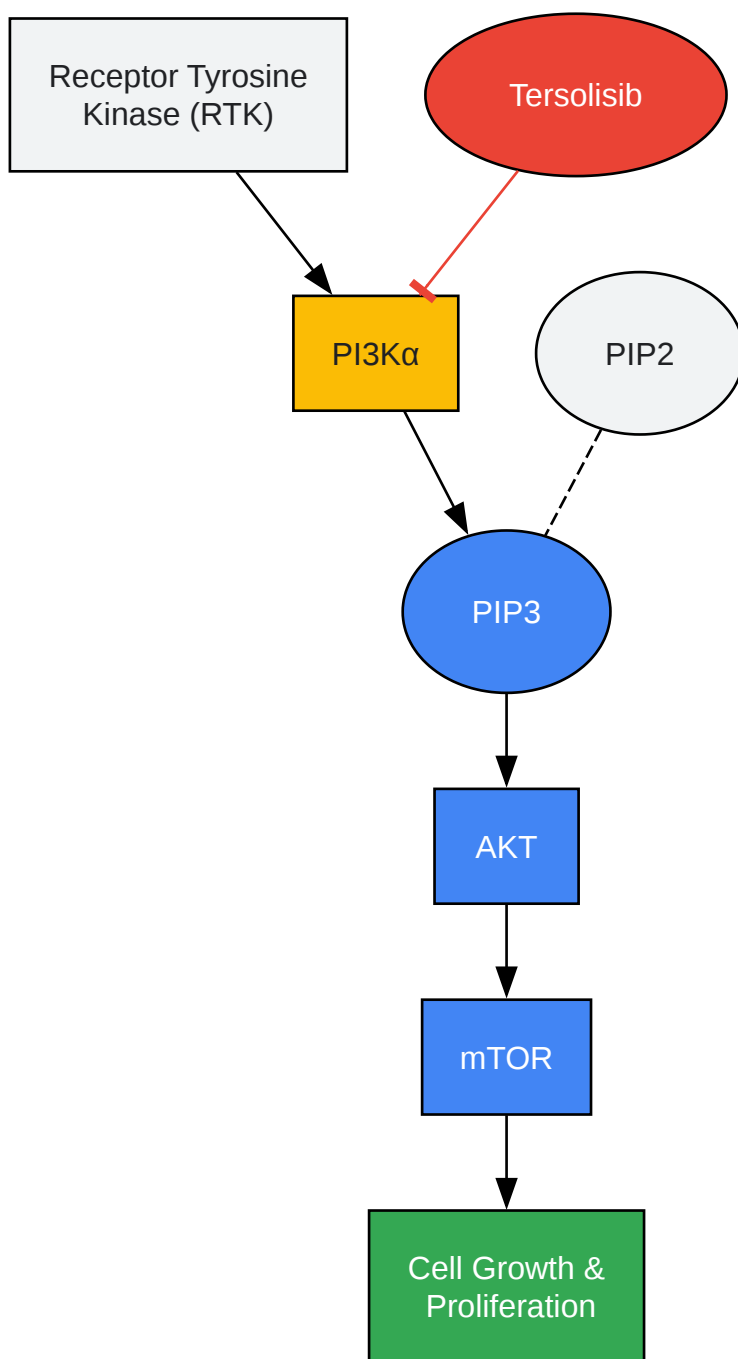 Receptor Tyrosine
Kinase (RTK)
Tersolisib
PI3Kα
PIP2
PIP3
AKT
mTOR
Cell Growth &
Proliferation